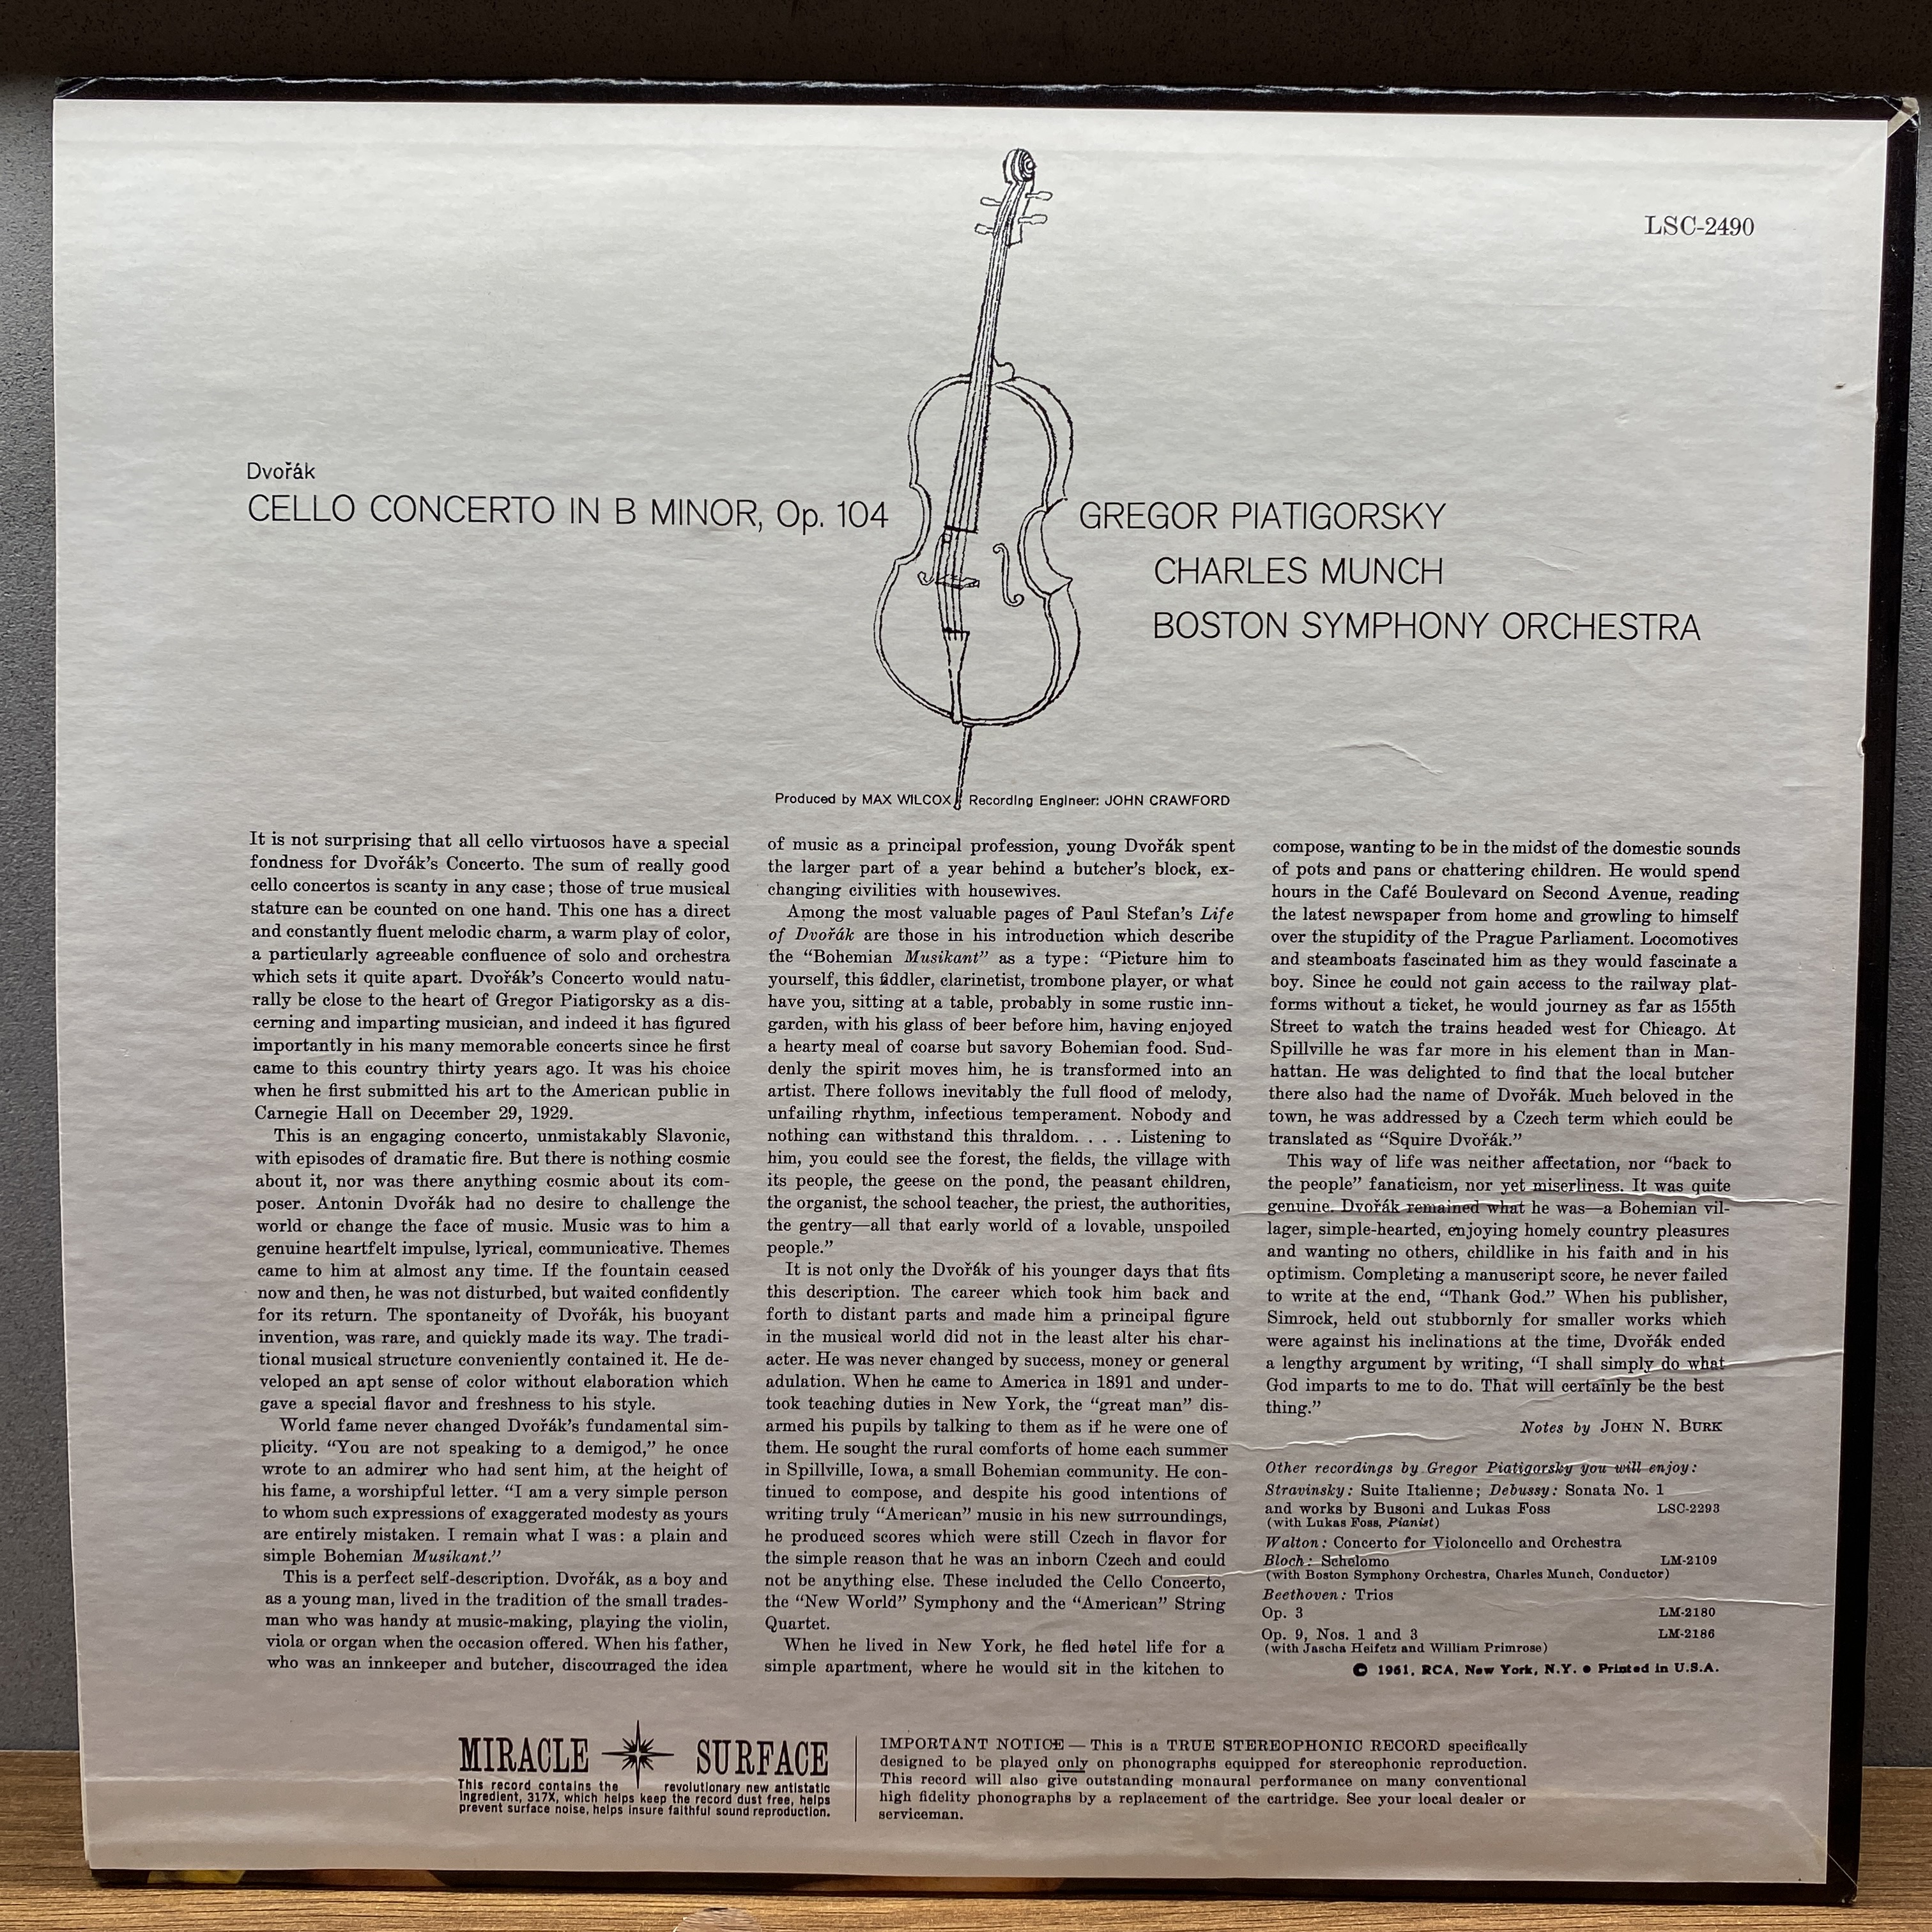 LSC-2490
Dvořák
CELLO CONCERTO IN B MINOR, Op. 104
GREGOR PIATIGORSKY
CHARLES MUNCH
BOSTON SYMPHONY ORCHESTRA
Produced by MAX WILCOX
Recording Engineer: JOHN CRAWFORD
It is not surprising that all cello virtuosos have a special
fondness for Dvořák's Concerto. The sum of really good
cello concertos is scanty in any case; those of true musical
stature can be counted on one hand. This one has a direct
and constantly fluent melodic charm, a warm play of color,
a particularly agreeable confluence of solo and orchestra
which sets it quite apart. Dvořák's Concerto would natu-
rally be close to the heart of Gregor Piatigorsky as a dis-
cerning and imparting musician, and indeed it has figured
importantly in his many memorable concerts since he first
came to this country thirty years ago. It was his choice
when he first submitted his art to the American public in
Carnegie Hall on December 29, 1929.
This is an engaging concerto, unmistakably Slavonic,
with episodes of dramatic fire. But there is nothing cosmic
about it, nor was there anything cosmic about its com-
poser. Antonin Dvořák had no desire to challenge the
world or change the face of music. Music was to him a
genuine heartfelt impulse, lyrical, communicative. Themes
came to him at almost any time. If the fountain ceased
now and then, he was not disturbed, but waited confidently
for its return. The spontaneity of Dvořák, his buoyant
invention, was rare, and quickly made its way. The tradi-
tional musical structure conveniently contained it. He de-
veloped an apt sense of color without elaboration which
gave a special flavor and freshness to his style.
World fame never changed Dvořák's fundamental sim-
plicity. "You are not speaking to a demigod," he once
wrote to an admirer who had sent him, at the height of
his fame, a worshipful letter. "I am a very simple person
to whom such expressions of exaggerated modesty as yours
are entirely mistaken. I remain what I was: a plain and
simple Bohemian Musikant."
This is a perfect self-description. Dvořák, as a boy and
as a young man, lived in the tradition of the small trades-
man who was handy at music-making, playing the violin,
viola or organ when the occasion offered. When his father,
who was an innkeeper and butcher, discouraged the idea
of music as a principal profession, young Dvořák spent
the larger part of a year behind a butcher's block, ex-
changing civilities with housewives.
Among the most valuable pages of Paul Stefan's Life
of Dvořák are those in his introduction which describe
the "Bohemian Musikant" as a type: "Picture him to
yourself, this fiddler, clarinetist, trombone player, or what
have you, sitting at a table, probably in some rustic inn-
garden, with his glass of beer before him, having enjoyed
a hearty meal of coarse but savory Bohemian food. Sud-
denly the spirit moves him, he is transformed into an
artist. There follows inevitably the full flood of melody,
unfailing rhythm, infectious temperament. Nobody and
nothing can withstand this thraldom. . . . Listening to
him, you could see the forest, the fields, the village with
its people, the geese on the pond, the peasant children,
the organist, the school teacher, the priest, the authorities,
the gentry—all that early world of a lovable, unspoiled
people."
It is not only the Dvořák of his younger days that fits
this description. The career which took him back and
forth to distant parts and made him a principal figure
in the musical world did not in the least alter his char-
acter. He was never changed by success, money or general
adulation. When he came to America in 1891 and under-
took teaching duties in New York, the "great man" dis-
armed his pupils by talking to them as if he were one of
them. He sought the rural comforts of home each summer
in Spillville, Iowa, a small Bohemian community. He con-
tinued to compose, and despite his good intentions of
writing truly "American" music in his new surroundings,
he produced scores which were still Czech in flavor for
the simple reason that he was an inborn Czech and could
not be anything else. These included the Cello Concerto,
the "New World" Symphony and the "American" String
Quartet.
When he lived in New York, he fled hotel life for a
simple apartment, where he would sit in the kitchen to
compose, wanting to be in the midst of the domestic sounds
of pots and pans or chattering children. He would spend
hours in the Café Boulevard on Second Avenue, reading
the latest newspaper from home and growling to himself
over the stupidity of the Prague Parliament. Locomotives
and steamboats fascinated him as they would fascinate a
boy. Since he could not gain access to the railway plat-
forms without a ticket, he would journey as far as 155th
Street to watch the trains headed west for Chicago. At
Spillville he was far more in his element than in Man-
hattan. He was delighted to find that the local butcher
there also had the name of Dvořák. Much beloved in the
town, he was addressed by a Czech term which could be
translated as "Squire Dvořák."
This way of life was neither affectation, nor "back to
the people" fanaticism, nor yet miserliness. It was quite
genuine. Dvořák remained what he was—a Bohemian vil-
lager, simple-hearted, enjoying homely country pleasures
and wanting no others, childlike in his faith and in his
optimism. Completing a manuscript score, he never failed
to write at the end, "Thank God." When his publisher,
Simrock, held out stubbornly for smaller works which
were against his inclinations at the time, Dvořák ended
a lengthy argument by writing, "I shall simply do what
God imparts to me to do. That will certainly be the best
thing."
Notes by JOHN N. BURK
Other recordings by Gregor Piatigorsky you will enjoy:
Stravinsky: Suite Italienne; Debussy: Sonata No. 1
and works by Busoni and Lukas Foss LSC-2293
(with Lukas Foss, Pianist)
Walton: Concerto for Violoncello and Orchestra
Bloch: Schelomo LM-2109
(with Boston Symphony Orchestra, Charles Munch, Conductor)
Beethoven: Trios
Op. 3 LM-2180
Op. 9, Nos. 1 and 3 LM-2186
(with Jascha Heifetz and William Primrose)
© 1961, RCA, New York, N.Y. • Printed in U.S.A.
MIRACLE SURFACE
This record contains the revolutionary new antistatic
ingredient, 317X, which helps keep the record dust free, helps
prevent surface noise, helps insure faithful sound reproduction.
IMPORTANT NOTICE — This is a TRUE STEREOPHONIC RECORD specifically
designed to be played only on phonographs equipped for stereophonic reproduction.
This record will also give outstanding monaural performance on many conventional
high fidelity phonographs by a replacement of the cartridge. See your local dealer or
serviceman.